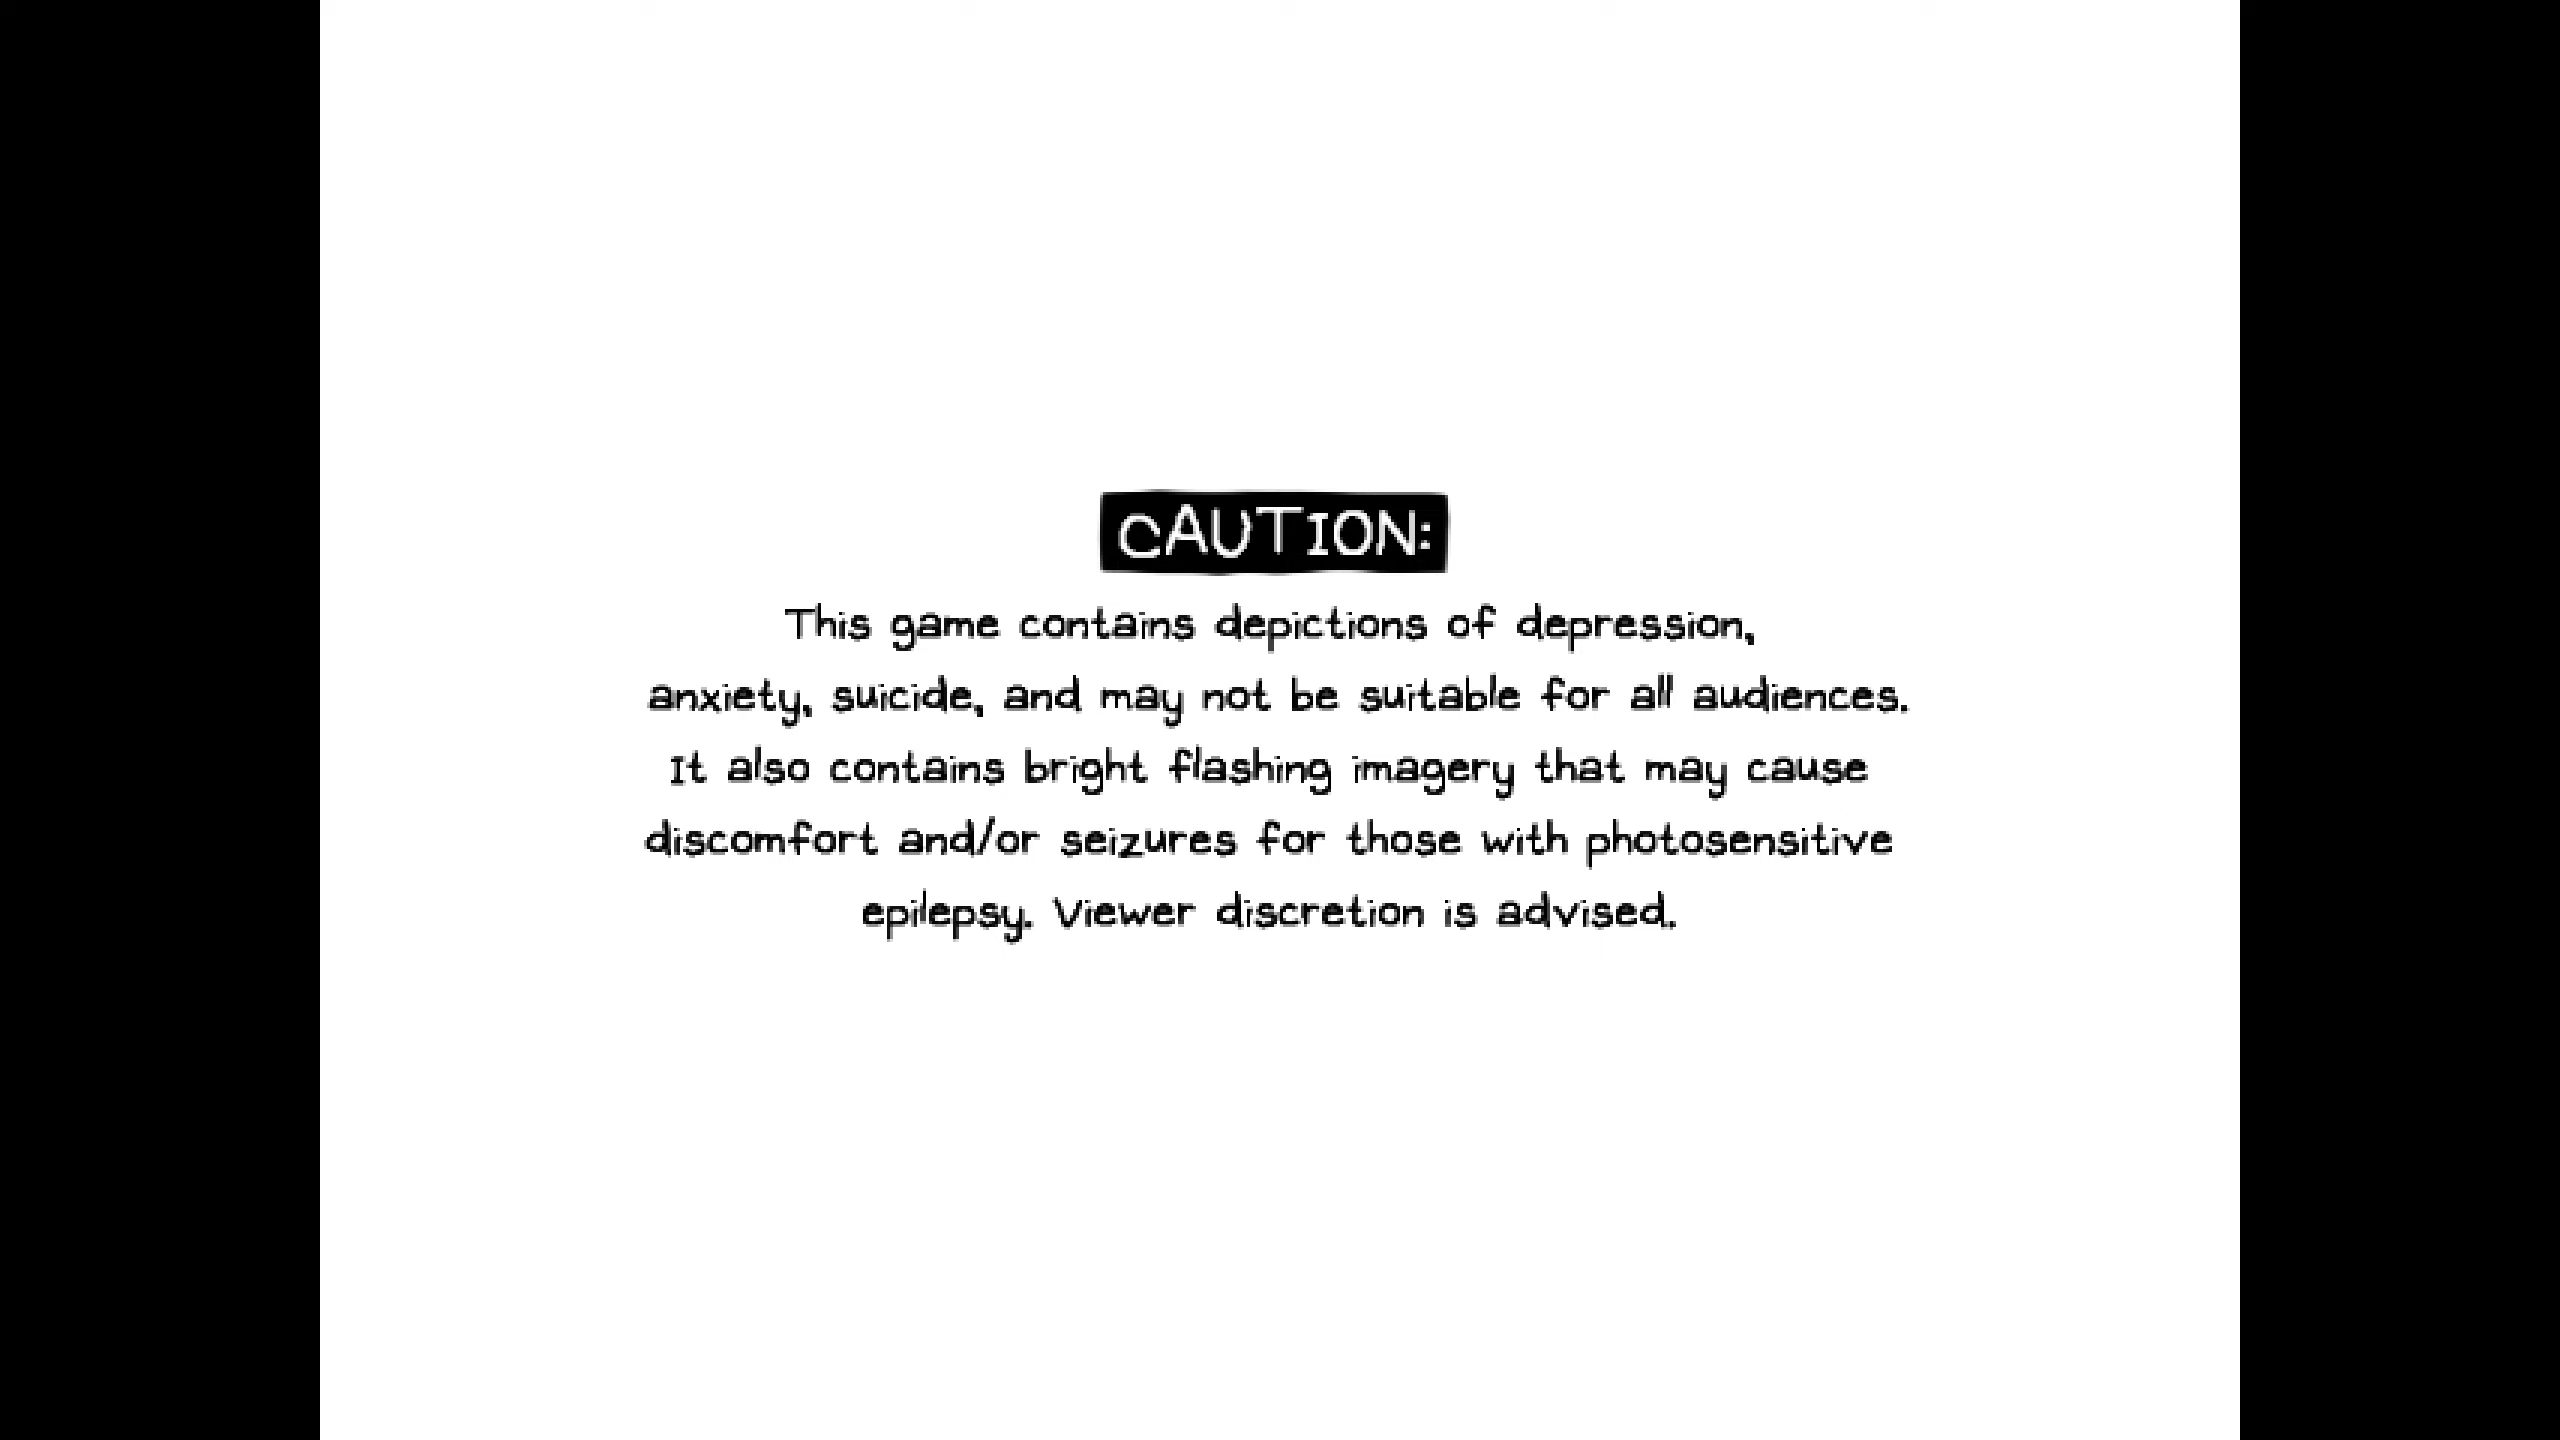 CAUTION:
This game contains depictions of depression,
anxiety, suicide, and may not be suitable for all audiences.
It also contains bright flashing imagery that may cause
discomfort and/or seizures for those with photosensitive
epilepsy. Viewer discretion is advised.